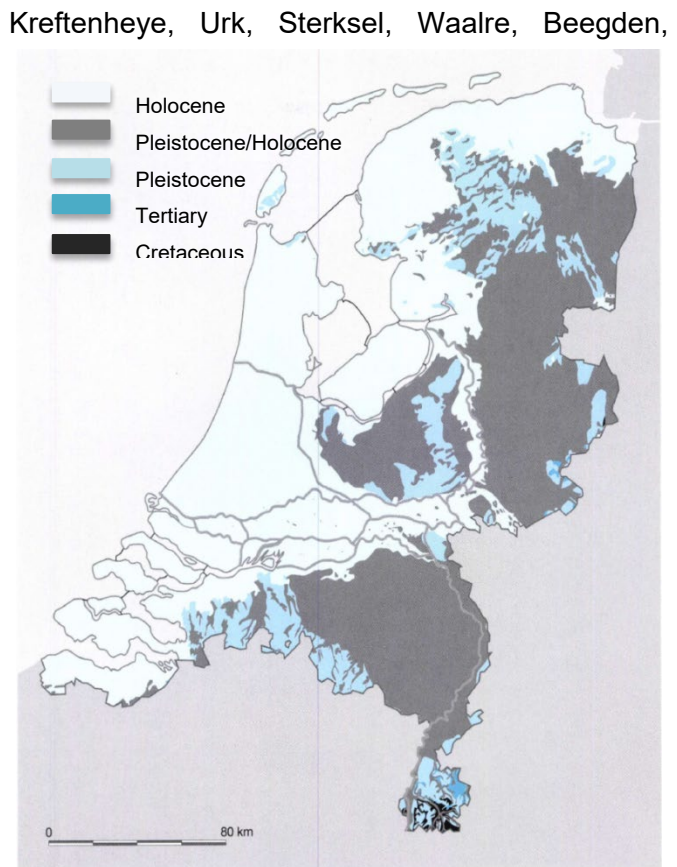 Kreftenheye, Urk, Sterksel, Waalre, Beegden,
Holocene
Pleistocene/Holocene
Pleistocene
Tertiary
Cretaceous
0 80 km